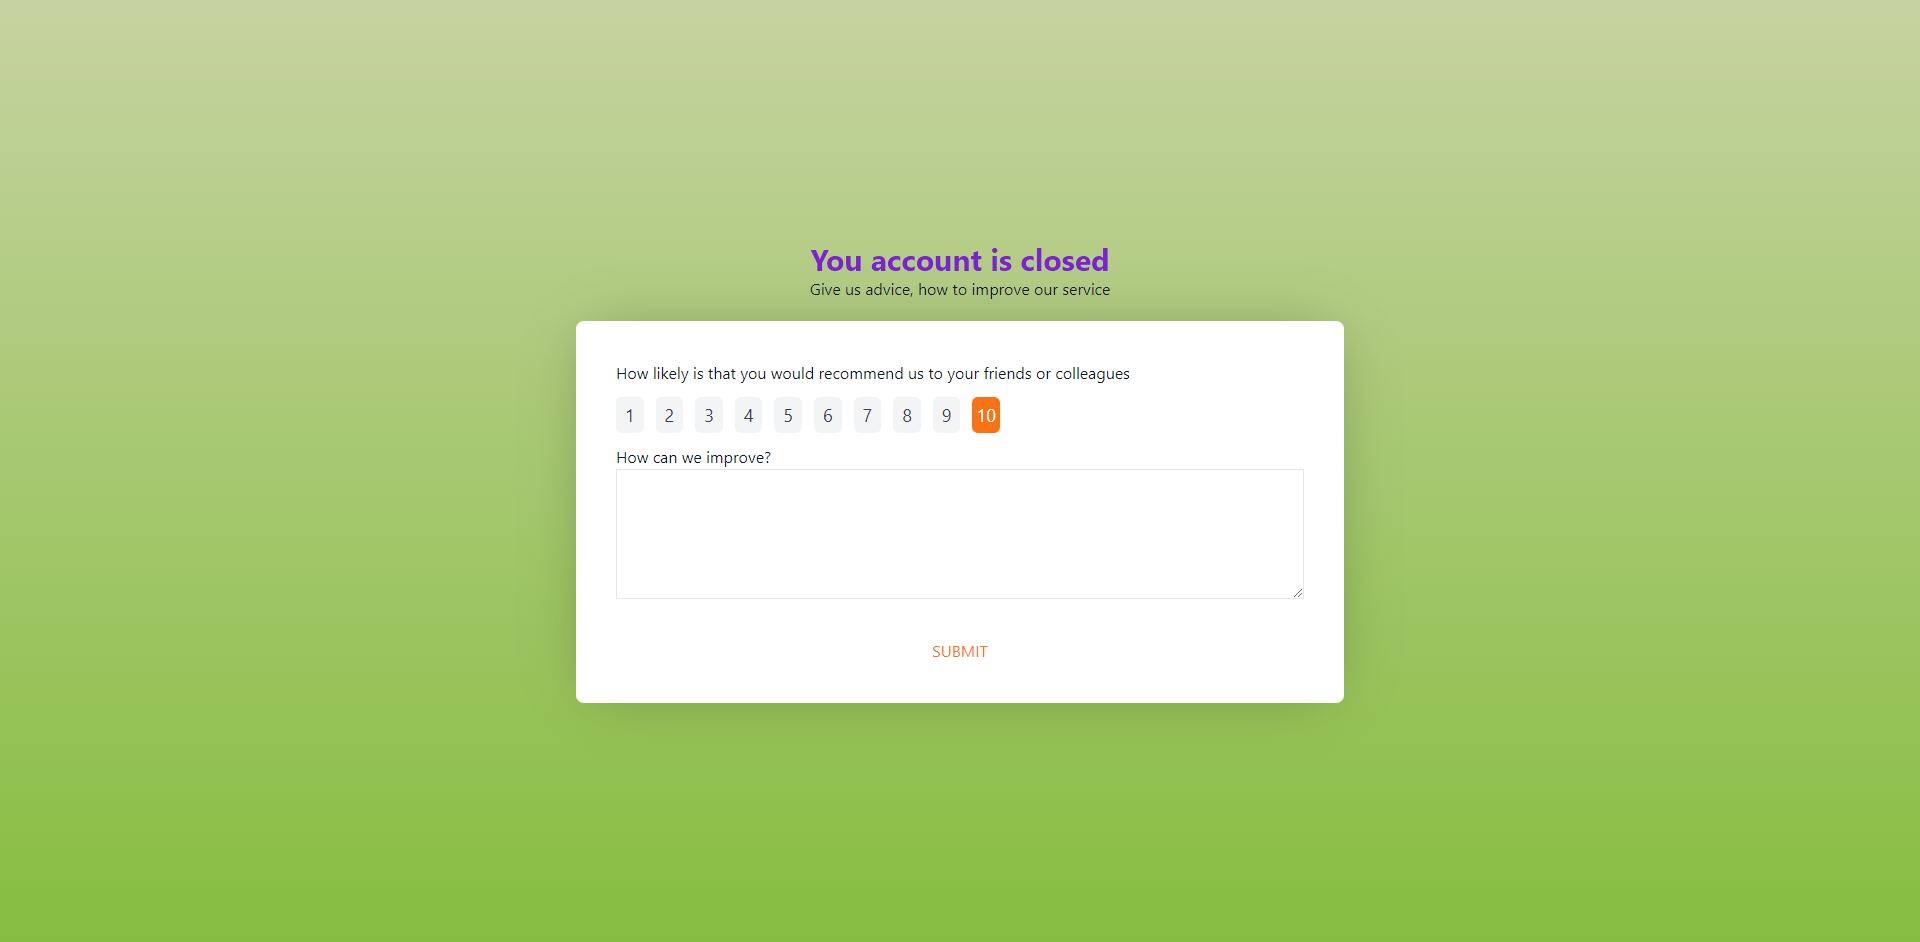 You account is closed
Give us advice, how to improve our service
How likely is that you would recommend us to your friends or colleagues
1 2 3 4 5 6 7 8 9 10
How can we improve?
SUBMIT